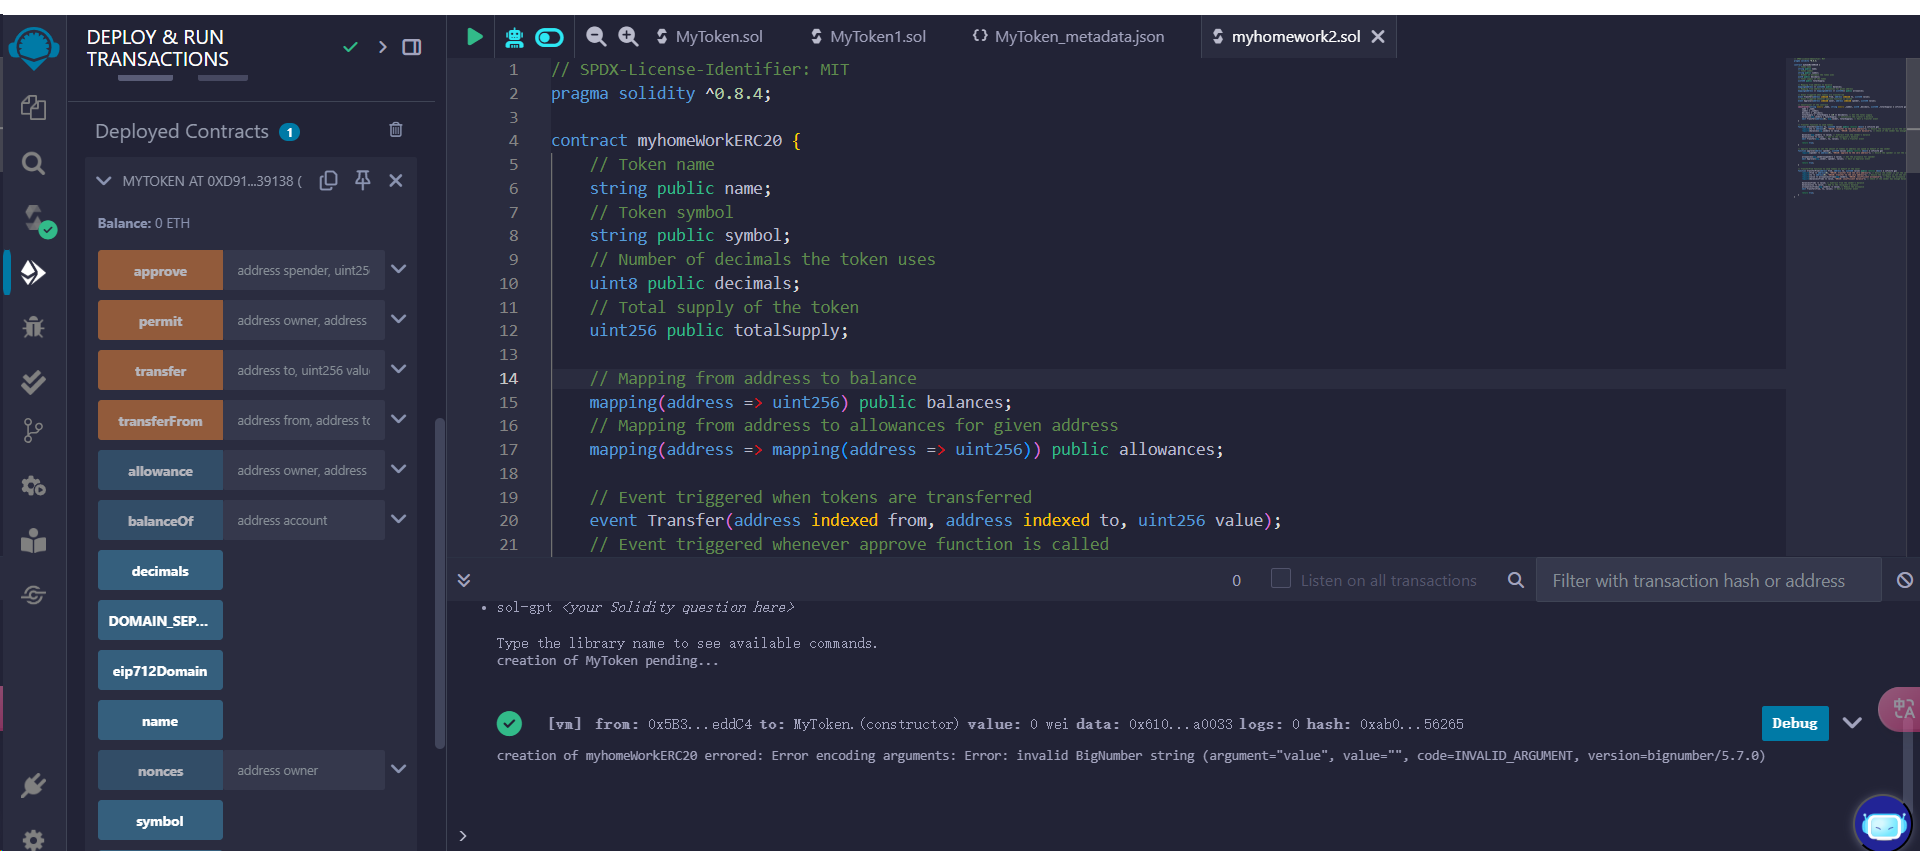 DEPLOY & RUN
TRANSACTIONS
Deployed Contracts 1
MYTOKEN AT 0XD91...39138 (
Balance: 0 ETH
approve address spender, uint25
permit address owner, address
transfer address to, uint256 valu
transferFrom address from, address to
allowance address owner, address
balanceOf address account
decimals
DOMAIN_SEP...
eip712Domain
name
nonces address owner
symbol
MyToken.sol MyToken1.sol {} MyToken_metadata.json myhomework2.sol
1 // SPDX-License-Identifier: MIT
2 pragma solidity ^0.8.4;
3
4 contract myhomeWorkERC20 {
5 // Token name
6 string public name;
7 // Token symbol
8 string public symbol;
9 // Number of decimals the token uses
10 uint8 public decimals;
11 // Total supply of the token
12 uint256 public totalSupply;
13
14 // Mapping from address to balance
15 mapping(address => uint256) public balances;
16 // Mapping from address to allowances for given address
17 mapping(address => mapping(address => uint256)) public allowances;
18
19 // Event triggered when tokens are transferred
20 event Transfer(address indexed from, address indexed to, uint256 value);
21 // Event triggered whenever approve function is called
0 Listen on all transactions Filter with transaction hash or address
• sol-gpt <your Solidity question here>
Type the library name to see available commands.
creation of MyToken pending...
[vm] from: 0x5B3...eddC4 to: MyToken.(constructor) value: 0 wei data: 0x610...a0033 logs: 0 hash: 0xab0...56265
Debug
creation of myhomeWorkERC20 errored: Error encoding arguments: Error: invalid BigNumber string (argument="value", value="", code=INVALID_ARGUMENT, version=bignumber/5.7.0)
>
中A